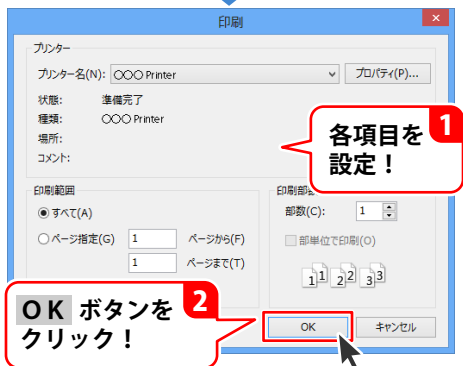 印刷
×
プリンター
プリンター名(N): ○○○ Printer
プロパティ(P)...
状態: 準備完了
種類: ○○○ Printer
場所:
コメント:
1
各項目を
設定！
印刷範囲
すべて(A)
ページ指定(G) 1 ページから(F)
1 ページまで(T)
印刷部
部数(C): 1
部単位で印刷(O)
1 1 2 2 3 3
2
OK ボタンを
クリック！
OK キャンセル